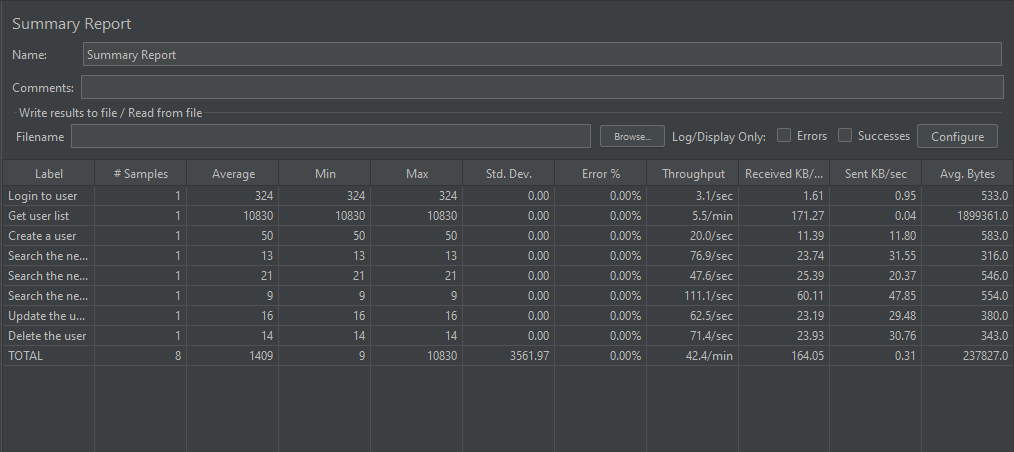 Summary Report
Name: Summary Report
Comments:
Write results to file / Read from file
Filename Browse... Log/Display Only: Errors Successes Configure
Label # Samples Average Min Max Std. Dev. Error % Throughput Received KB/... Sent KB/sec Avg. Bytes
Login to user 1 324 324 324 0.00 0.00% 3.1/sec 1.61 0.95 533.0
Get user list 1 10830 10830 10830 0.00 0.00% 5.5/min 171.27 0.04 1899361.0
Create a user 1 50 50 50 0.00 0.00% 20.0/sec 11.39 11.80 583.0
Search the ne... 1 13 13 13 0.00 0.00% 76.9/sec 23.74 31.55 316.0
Search the ne... 1 21 21 21 0.00 0.00% 47.6/sec 25.39 20.37 546.0
Search the ne... 1 9 9 9 0.00 0.00% 111.1/sec 60.11 47.85 554.0
Update the u... 1 16 16 16 0.00 0.00% 62.5/sec 23.19 29.48 380.0
Delete the user 1 14 14 14 0.00 0.00% 71.4/sec 23.93 30.76 343.0
TOTAL 8 1409 9 10830 3561.97 0.00% 42.4/min 164.05 0.31 237827.0